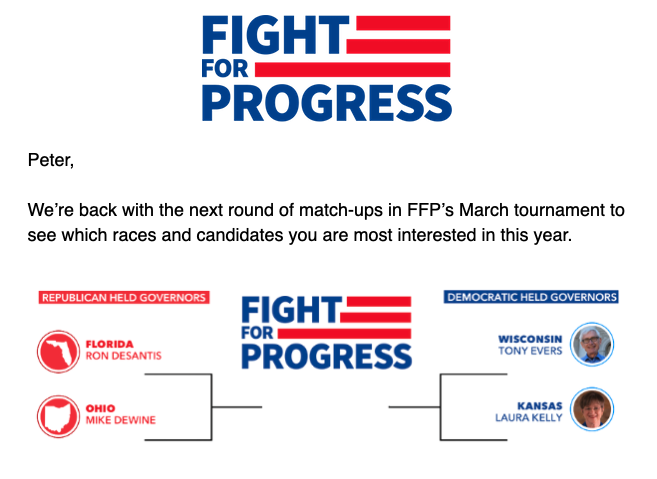 FIGHT
FOR
PROGRESS
Peter,
We’re back with the next round of match-ups in FFP’s March tournament to
see which races and candidates you are most interested in this year.
REPUBLICAN HELD GOVERNORS
FLORIDA
RON DESANTIS
OHIO
MIKE DEWINE
FIGHT
FOR
PROGRESS
DEMOCRATIC HELD GOVERNORS
WISCONSIN
TONY EVERS
KANSAS
LAURA KELLY